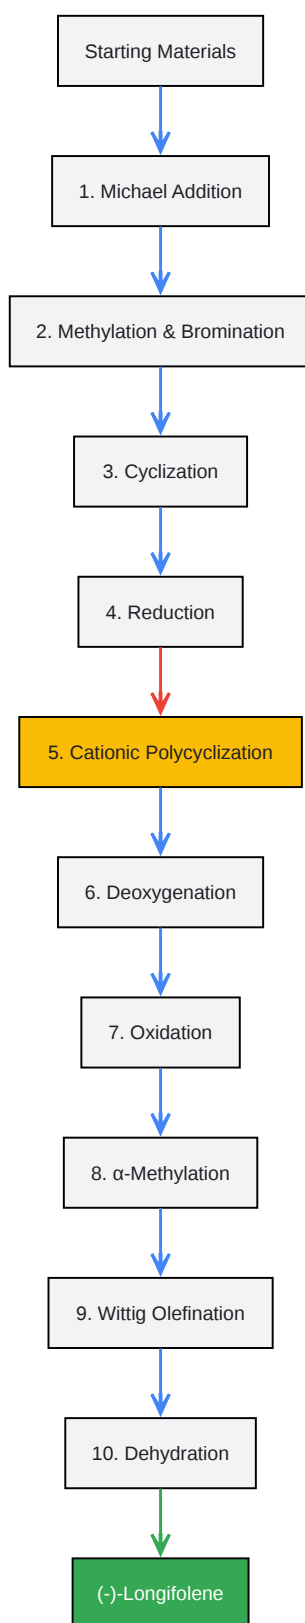 Starting Materials
1. Michael Addition
2. Methylation & Bromination
3. Cyclization
4. Reduction
5. Cationic Polycyclization
6. Deoxygenation
7. Oxidation
8. α-Methylation
9. Wittig Olefination
10. Dehydration
(-)-Longifolene